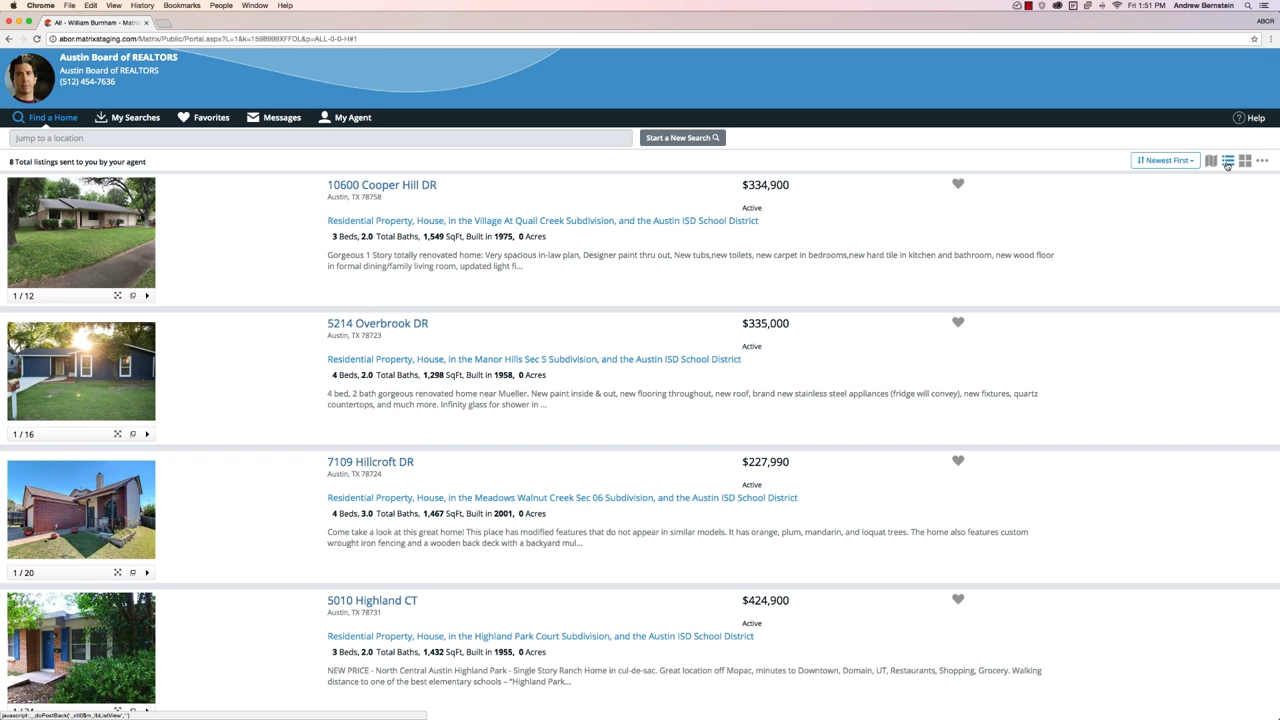 Chrome File Edit View History Bookmarks People Window Help Fri 1:51 PM Andrew Bernstein
All - William Burnham - Matri× ABOR
abor.matrixstaging.com/Matrix/Public/Portal.aspx?L=1&k=1598999XFFDL&p=ALL-0-0-H#1
Austin Board of REALTORS
Austin Board of REALTORS
(512) 454-7636
Find a Home My Searches Favorites Messages My Agent Help
Jump to a location Start a New Search
8 Total listings sent to you by your agent Newest First
10600 Cooper Hill DR $334,900
Austin, TX 78758
Active
Residential Property, House, in the Village At Quail Creek Subdivision, and the Austin ISD School District
3 Beds, 2.0 Total Baths, 1,549 SqFt, Built in 1975, 0 Acres
Gorgeous 1 Story totally renovated home: Very spacious in-law plan, Designer paint thru out, New tubs,new toilets, new carpet in bedrooms,new hard tile in kitchen and bathroom, new wood floor
in formal dining/family living room, updated light fi...
1 / 12
5214 Overbrook DR $335,000
Austin, TX 78723
Active
Residential Property, House, in the Manor Hills Sec 5 Subdivision, and the Austin ISD School District
4 Beds, 2.0 Total Baths, 1,298 SqFt, Built in 1958, 0 Acres
4 bed, 2 bath gorgeous renovated home near Mueller. New paint inside & out, new flooring throughout, new roof, brand new stainless steel appliances (fridge will convey), new fixtures, quartz
countertops, and much more. Infinity glass for shower in ...
1 / 16
7109 Hillcroft DR $227,990
Austin, TX 78724
Active
Residential Property, House, in the Meadows Walnut Creek Sec 06 Subdivision, and the Austin ISD School District
4 Beds, 3.0 Total Baths, 1,467 SqFt, Built in 2001, 0 Acres
Come take a look at this great home! This place has modified features that do not appear in similar models. It has orange, plum, mandarin, and loquat trees. The home also features custom
wrought iron fencing and a wooden back deck with a backyard mul...
1 / 20
5010 Highland CT $424,900
Austin, TX 78731
Active
Residential Property, House, in the Highland Park Court Subdivision, and the Austin ISD School District
3 Beds, 2.0 Total Baths, 1,432 SqFt, Built in 1955, 0 Acres
NEW PRICE - North Central Austin Highland Park - Single Story Ranch Home in cul-de-sac. Great location off Mopac, minutes to Downtown, Domain, UT, Restaurants, Shopping, Grocery. Walking
distance to one of the best elementary schools – "Highland Park...